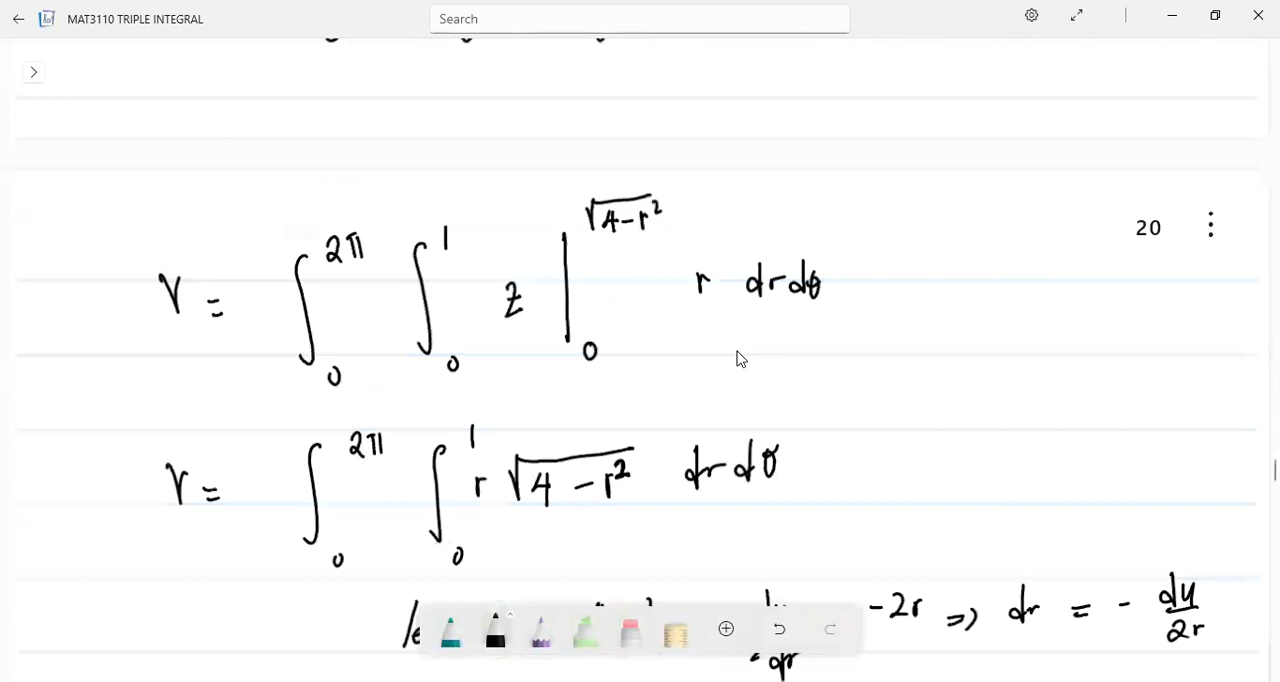 MAT3110 TRIPLE INTEGRAL
Search
20
V = ∫₀^{2π} ∫₀^1 z |₀^{√(4-r²)} r dr dθ
V = ∫₀^{2π} ∫₀^1 r √(4-r²) dr dθ
-2r ⇒ dr = - du/2r